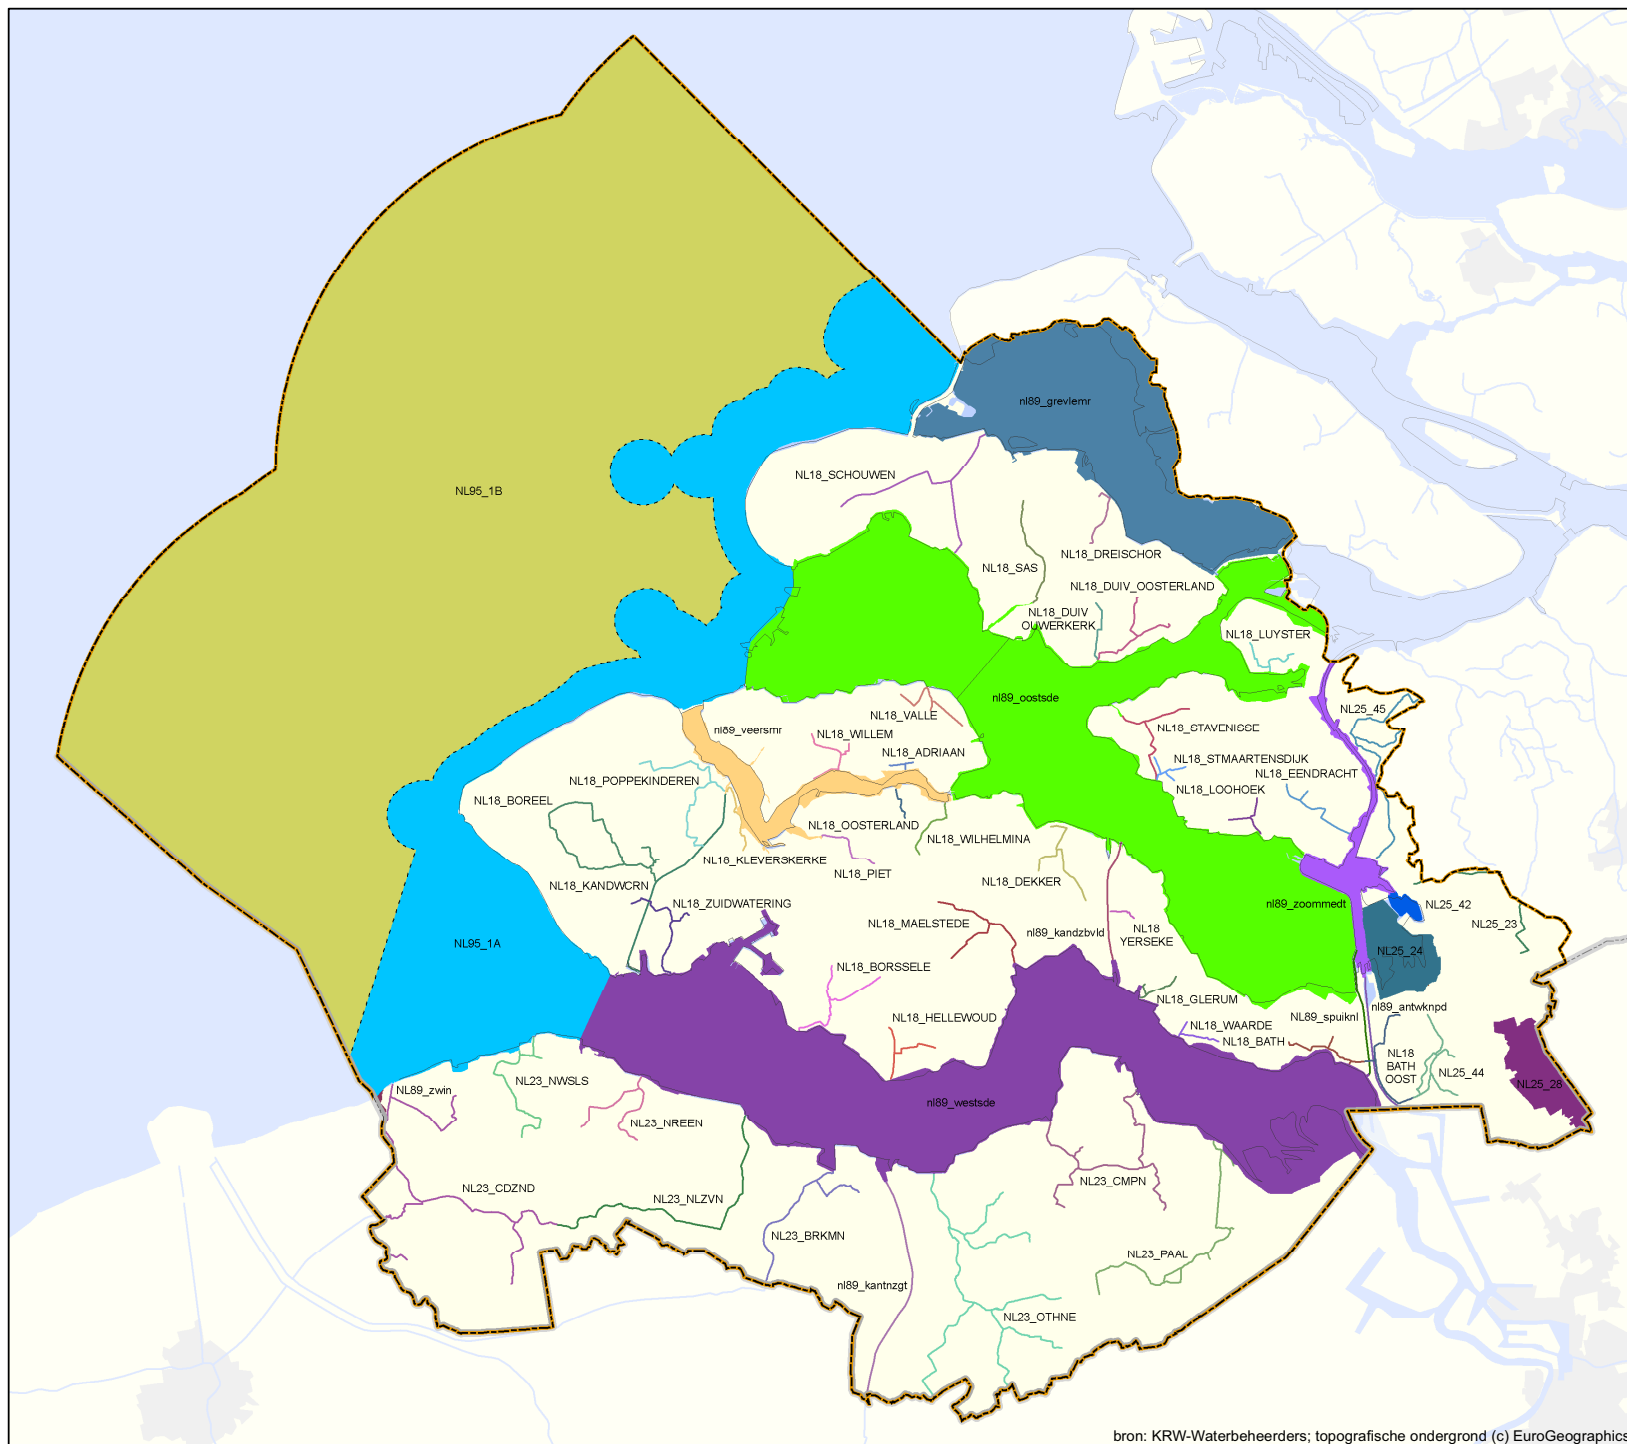 nl89_grevlemr
NL18_SCHOUWEN
NL95_1B
NL18_DREISCHOR
NL18_SAS
NL18_DUIV_OOSTERLAND
NL18_DUIV
OUWERKERK
NL18_LUYSTER
nl89_oostsde
NL25_45
NL18_VALLE
nl89_veersmr
NL18_WILLEM
NL18_STAVENISSE
NL18_ADRIAAN
NL18_STMAARTENSDIJK
NL18_EENDRACHT
NL18_POPPEKINDEREN
NL18_LOOHOEK
NL18_BOREEL
NL18_OOSTERLAND
NL18_WILHELMINA
NL18_KLEVERSKERKE
NL18_PIET
NL18_DEKKER
NL18_KANDWCRN
NL18_ZUIDWATERING
nl89_zoommedt
NL25_42
NL18_MAELSTEDE
NL25_23
nl89_kandzbvld
NL18
YERSEKE
NL95_1A
NL25_24
NL18_BORSSELE
NL18_GLERUM
nl89_antwknpd
NL18_HELLEWOUD
NL89_spuiknl
NL18_WAARDE
NL18_BATH
NL18
BATH
OOST
NL25_44
NL23_NWSLS
NL89_zwin
NL25_28
nl89_westsde
NL23_NREEN
NL23_CMPN
NL23_CDZND
NL23_NLZVN
NL23_BRKMN
NL23_PAAL
nl89_kantnzgt
NL23_OTHNE
bron: KRW-Waterbeheerders; topografische ondergrond (c) EuroGeographics